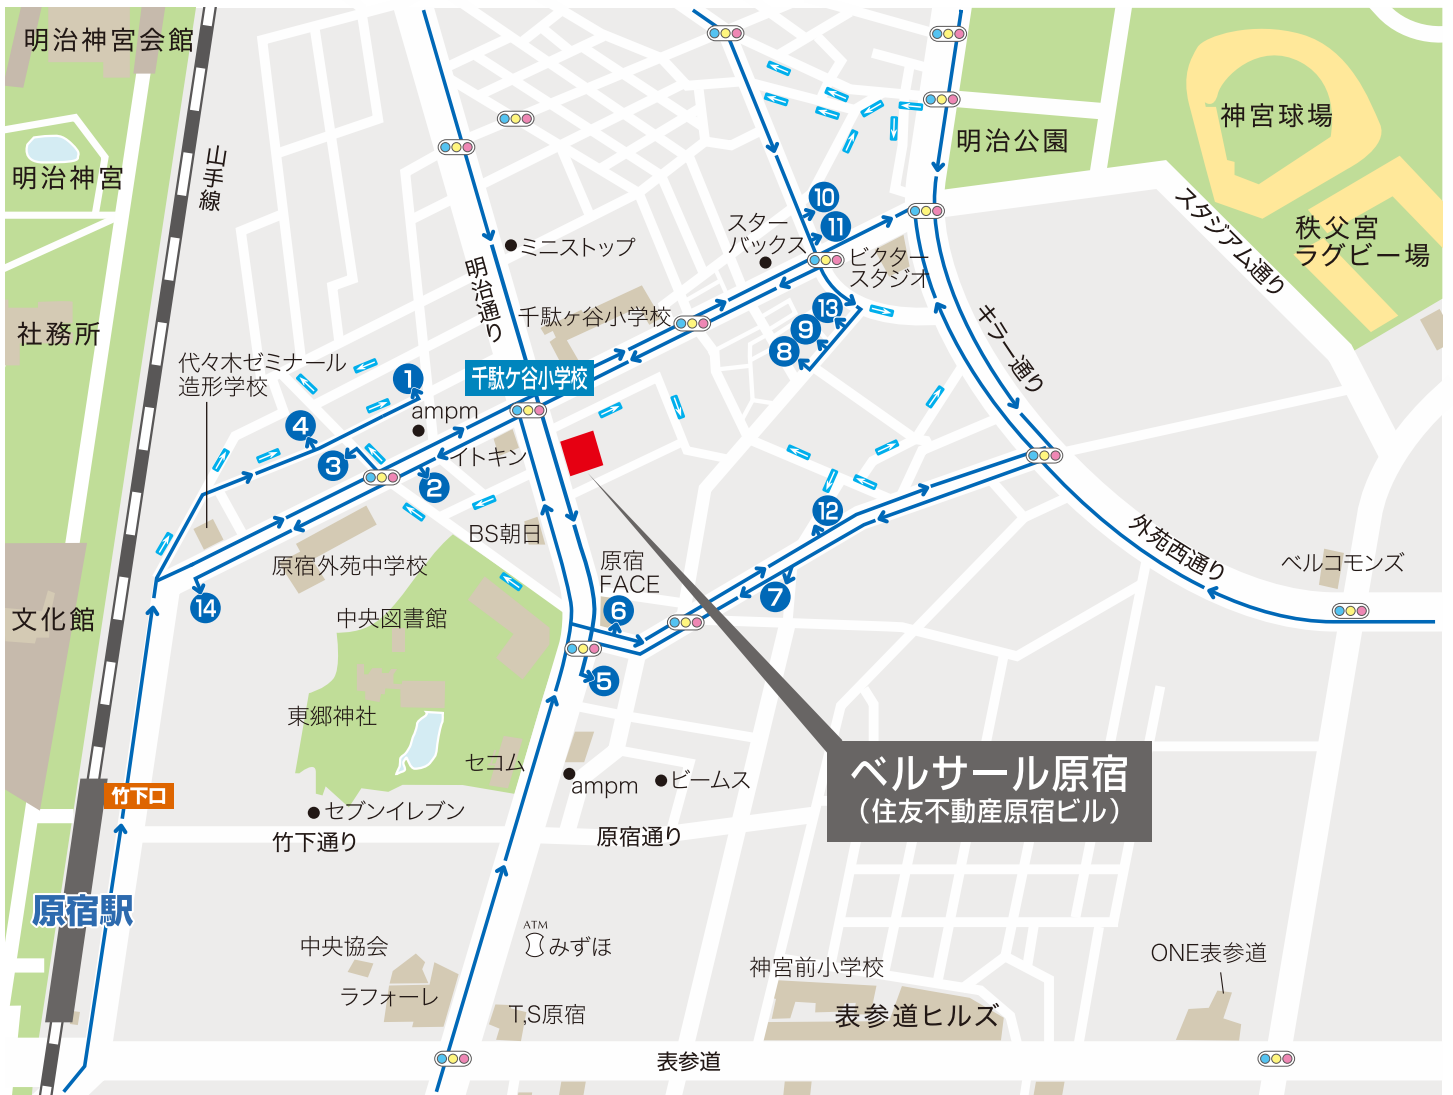 明治神宮会館
明治神宮
山手線
社務所
文化館
神宮球場
明治公園
秩父宮
ラグビー場
スタジアム通り
キラー通り
外苑西通り
ベルコモンズ
10
11
スター
バックス
ビクター
スタジオ
13
9
8
ミニストップ
明治通り
千駄ヶ谷小学校
千駄ケ谷小学校
代々木ゼミナール
造形学校
1
ampm
4
3
2
イトキン
BS朝日
原宿
FACE
6
5
12
7
14
原宿外苑中学校
中央図書館
東郷神社
セコム
ampm
ビームス
セブンイレブン
竹下通り
原宿通り
竹下口
原宿駅
ベルサール原宿
(住友不動産原宿ビル)
中央協会
ラフォーレ
ATM
みずほ
T,S原宿
神宮前小学校
表参道ヒルズ
ONE表参道
表参道